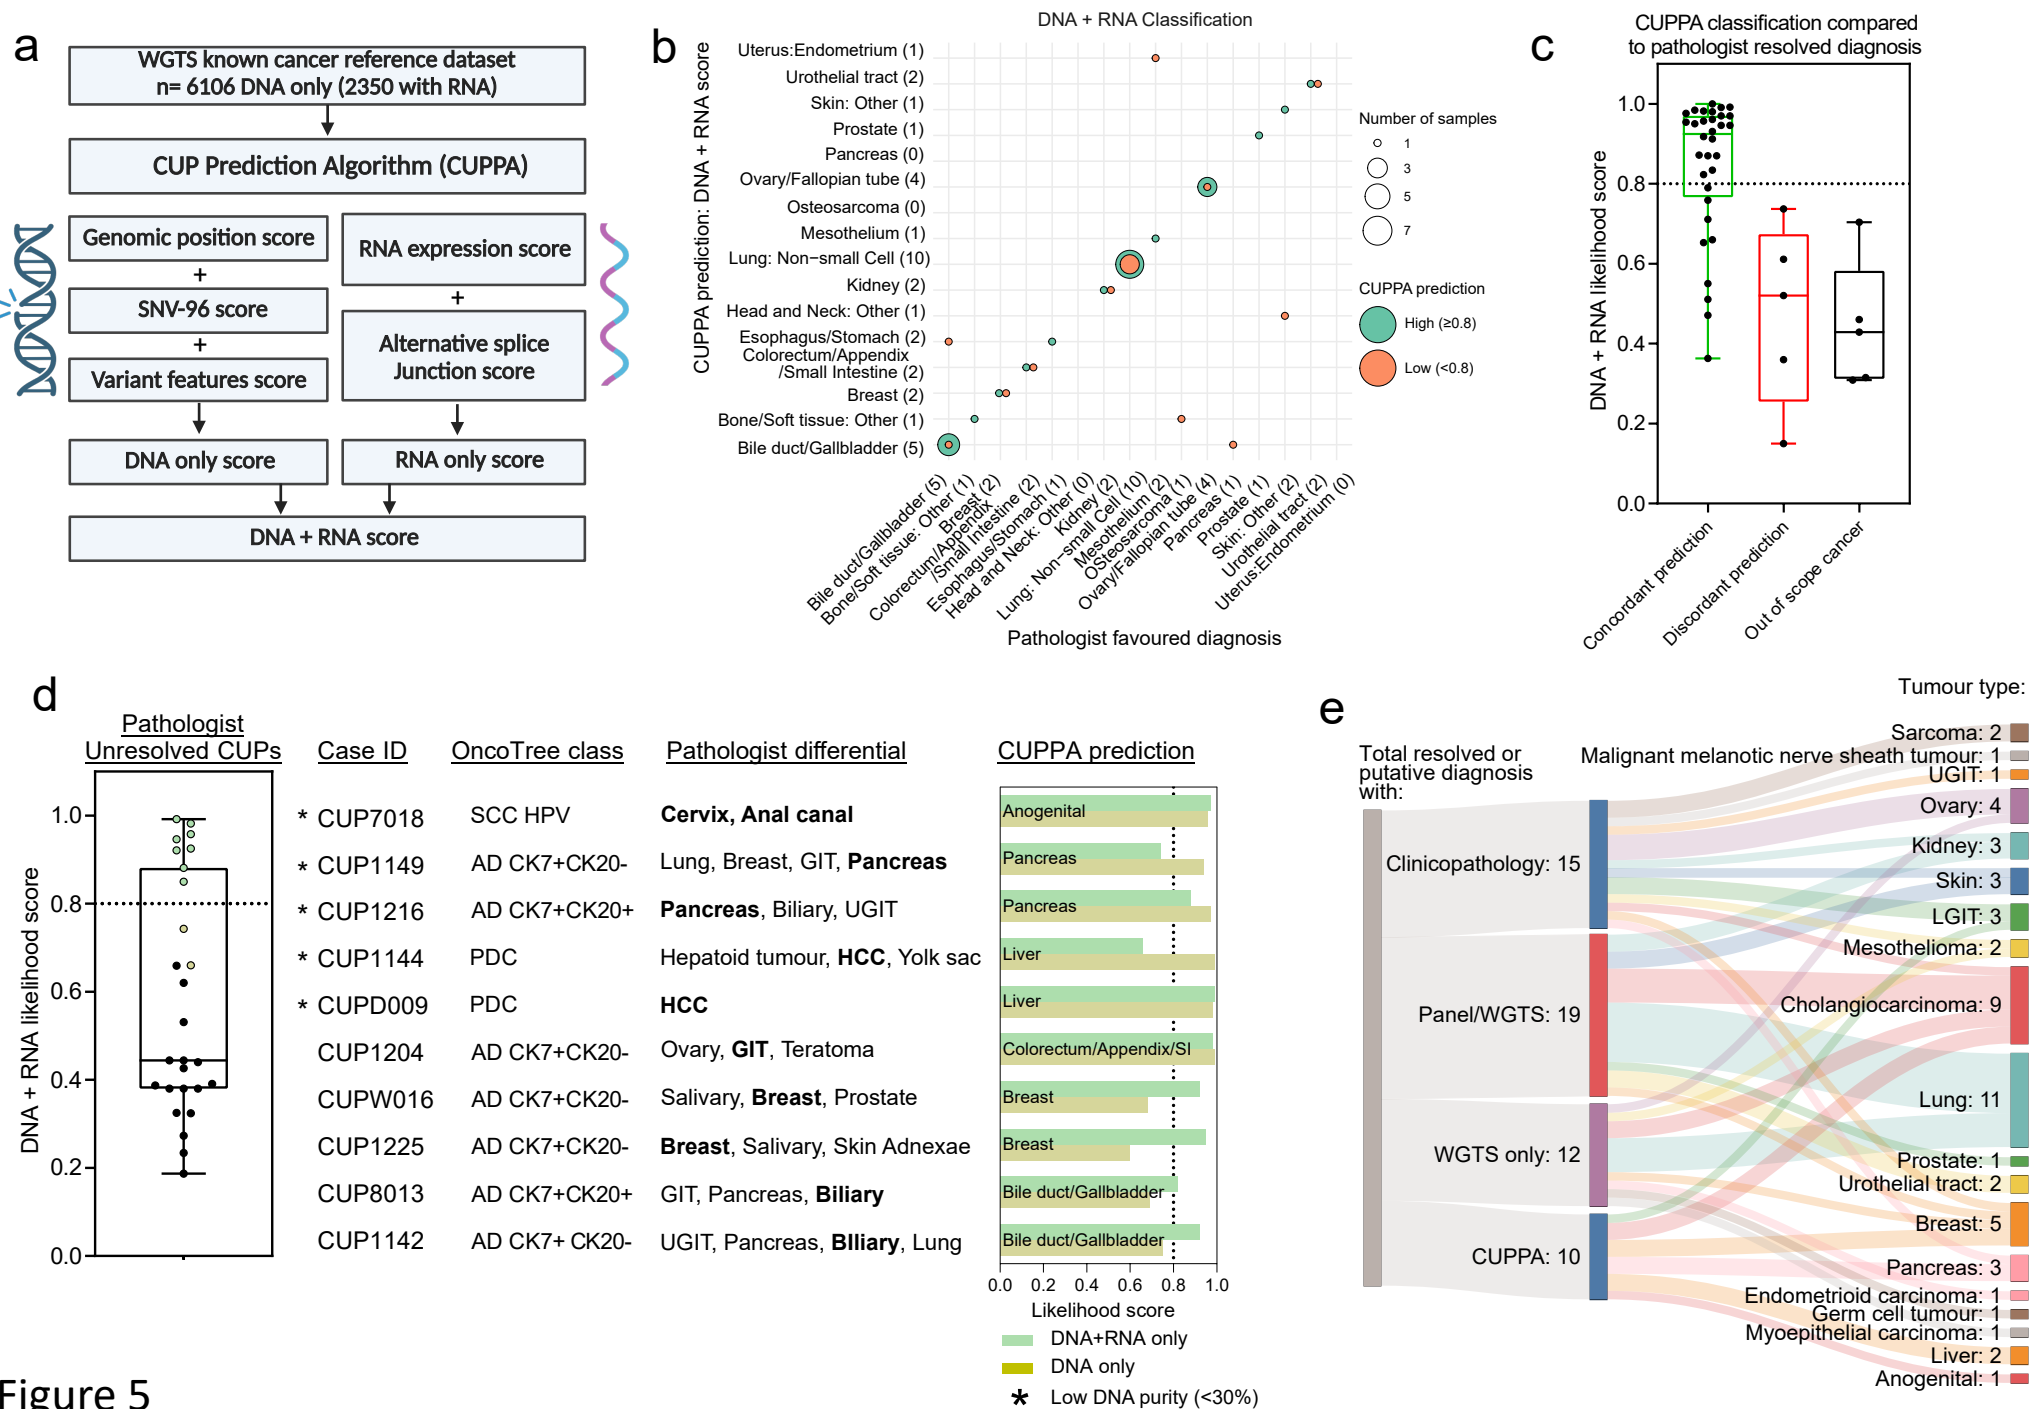 a
WGTS known cancer reference dataset
n= 6106 DNA only (2350 with RNA)
CUP Prediction Algorithm (CUPPA)
Genomic position score
+
SNV-96 score
+
Variant features score
RNA expression score
+
Alternative splice
Junction score
DNA only score
RNA only score
DNA + RNA score
b
DNA + RNA Classification
CUPPA prediction: DNA + RNA score
Uterus:Endometrium (1)
Urothelial tract (2)
Skin: Other (1)
Prostate (1)
Pancreas (0)
Ovary/Fallopian tube (4)
Osteosarcoma (0)
Mesothelium (1)
Lung: Non−small Cell (10)
Kidney (2)
Head and Neck: Other (1)
Esophagus/Stomach (2)
Colorectum/Appendix
/Small Intestine (2)
Breast (2)
Bone/Soft tissue: Other (1)
Bile duct/Gallbladder (5)
Bile duct/Gallbladder (5)
Bone/Soft tissue: Other (1)
Breast (2)
Colorectum/Appendix
/Small Intestine (2)
Esophagus/Stomach (1)
Head and Neck: Other (0)
Kidney (2)
Lung: Non−small Cell (10)
Mesothelium (2)
OSteosarcoma (1)
Ovary/Fallopian tube (4)
Pancreas (1)
Prostate (1)
Skin: Other (2)
Urothelial tract (2)
Uterus:Endometrium (0)
Pathologist favoured diagnosis
Number of samples
1
3
5
7
CUPPA prediction
High (≥0.8)
Low (<0.8)
c
CUPPA classification compared
to pathologist resolved diagnosis
DNA + RNA likelihood score
1.0
0.8
0.6
0.4
0.2
0.0
Concordant prediction
Discordant prediction
Out of scope cancer
d
Pathologist
Unresolved CUPs
DNA + RNA likelihood score
1.0
0.8
0.6
0.4
0.2
0.0
Case ID OncoTree class Pathologist differential CUPPA prediction
* CUP7018 SCC HPV Cervix, Anal canal Anogenital
* CUP1149 AD CK7+CK20- Lung, Breast, GIT, Pancreas Pancreas
* CUP1216 AD CK7+CK20+ Pancreas, Biliary, UGIT Pancreas
* CUP1144 PDC Hepatoid tumour, HCC, Yolk sac Liver
* CUPD009 PDC HCC Liver
CUP1204 AD CK7+CK20- Ovary, GIT, Teratoma Colorectum/Appendix/SI
CUPW016 AD CK7+CK20- Salivary, Breast, Prostate Breast
CUP1225 AD CK7+CK20- Breast, Salivary, Skin Adnexae Breast
CUP8013 AD CK7+CK20+ GIT, Pancreas, Biliary Bile duct/Gallbladder
CUP1142 AD CK7+ CK20- UGIT, Pancreas, BIliary, Lung Bile duct/Gallbladder
0.0 0.2 0.4 0.6 0.8 1.0
Likelihood score
DNA+RNA only
DNA only
* Low DNA purity (<30%)
e
Total resolved or
putative diagnosis
with:
Clinicopathology: 15
Panel/WGTS: 19
WGTS only: 12
CUPPA: 10
Tumour type:
Sarcoma: 2
Malignant melanotic nerve sheath tumour: 1
UGIT: 1
Ovary: 4
Kidney: 3
Skin: 3
LGIT: 3
Mesothelioma: 2
Cholangiocarcinoma: 9
Lung: 11
Prostate: 1
Urothelial tract: 2
Breast: 5
Pancreas: 3
Endometrioid carcinoma: 1
Germ cell tumour: 1
Myoepithelial carcinoma: 1
Liver: 2
Anogenital: 1
Figure 5